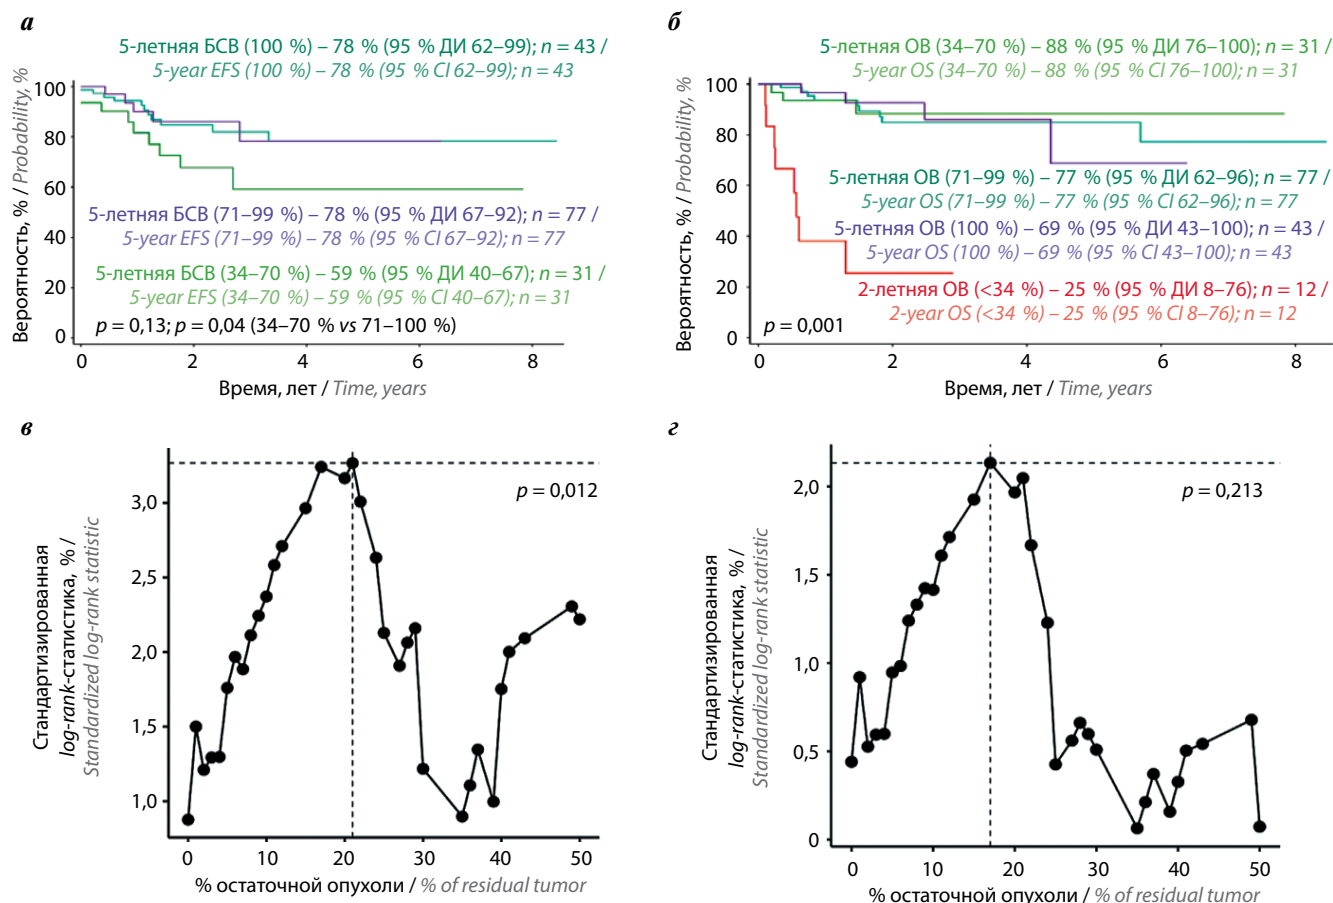 а
5-летняя БСВ (100 %) – 78 % (95 % ДИ 62–99); n = 43 /
5-year EFS (100 %) – 78 % (95 % CI 62–99); n = 43
100
80
60
40
20
0
Вероятность, % / Probability, %
5-летняя БСВ (71–99 %) – 78 % (95 % ДИ 67–92); n = 77 /
5-year EFS (71–99 %) – 78 % (95 % CI 67–92); n = 77
5-летняя БСВ (34–70 %) – 59 % (95 % ДИ 40–67); n = 31 /
5-year EFS (34–70 %) – 59 % (95 % CI 40–67); n = 31
p = 0,13; p = 0,04 (34–70 % vs 71–100 %)
0 2 4 6 8
Время, лет / Time, years
б
5-летняя ОВ (34–70 %) – 88 % (95 % ДИ 76–100); n = 31 /
5-year OS (34–70 %) – 88 % (95 % CI 76–100); n = 31
100
80
60
40
20
0
Вероятность, % / Probability, %
5-летняя ОВ (71–99 %) – 77 % (95 % ДИ 62–96); n = 77 /
5-year OS (71–99 %) – 77 % (95 % CI 62–96); n = 77
5-летняя ОВ (100 %) – 69 % (95 % ДИ 43–100); n = 43 /
5-year OS (100 %) – 69 % (95 % CI 43–100); n = 43
2-летняя ОВ (<34 %) – 25 % (95 % ДИ 8–76); n = 12 /
2-year OS (<34 %) – 25 % (95 % CI 8–76); n = 12
p = 0,001
0 2 4 6 8
Время, лет / Time, years
в
Стандартизированная
log-rank-статистика, % /
Standardized log-rank statistic
3,0
2,5
2,0
1,5
1,0
p = 0,012
0 10 20 30 40 50
% остаточной опухоли / % of residual tumor
г
Стандартизированная
log-rank-статистика, % /
Standardized log-rank statistic
2,0
1,5
1,0
0,5
0
p = 0,213
0 10 20 30 40 50
% остаточной опухоли / % of residual tumor